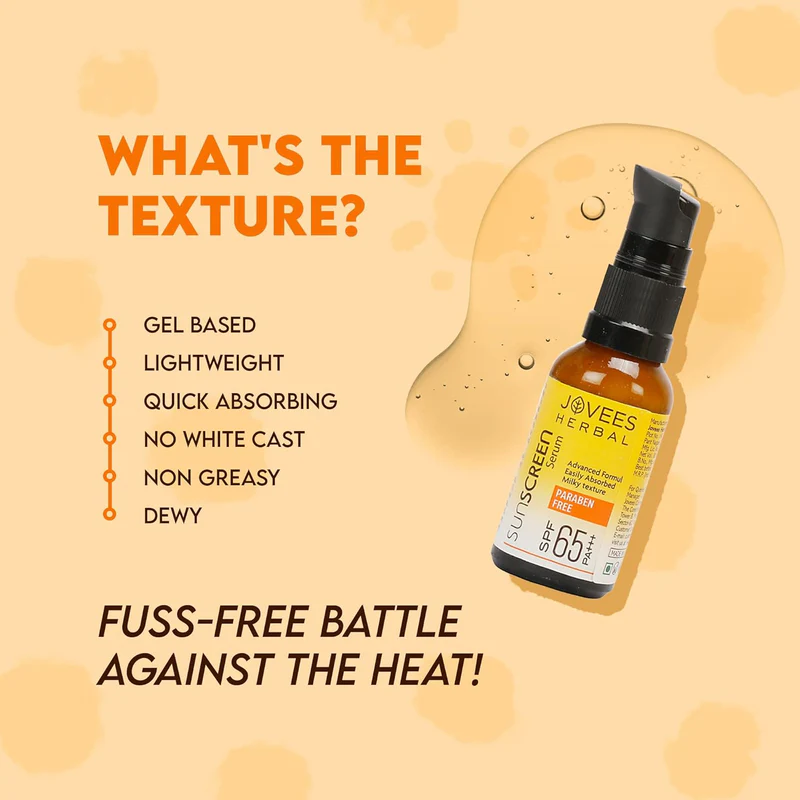 WHAT'S THE
TEXTURE?
GEL BASED
LIGHTWEIGHT
QUICK ABSORBING
NO WHITE CAST
NON GREASY
DEWY
FUSS-FREE BATTLE
AGAINST THE HEAT!
JOVEES
HERBAL
SUNSCREEN
Serum
Advanced Formul
Easily Absorbed
Milky texture
PARABEN
FREE
SPF
65
PA+++